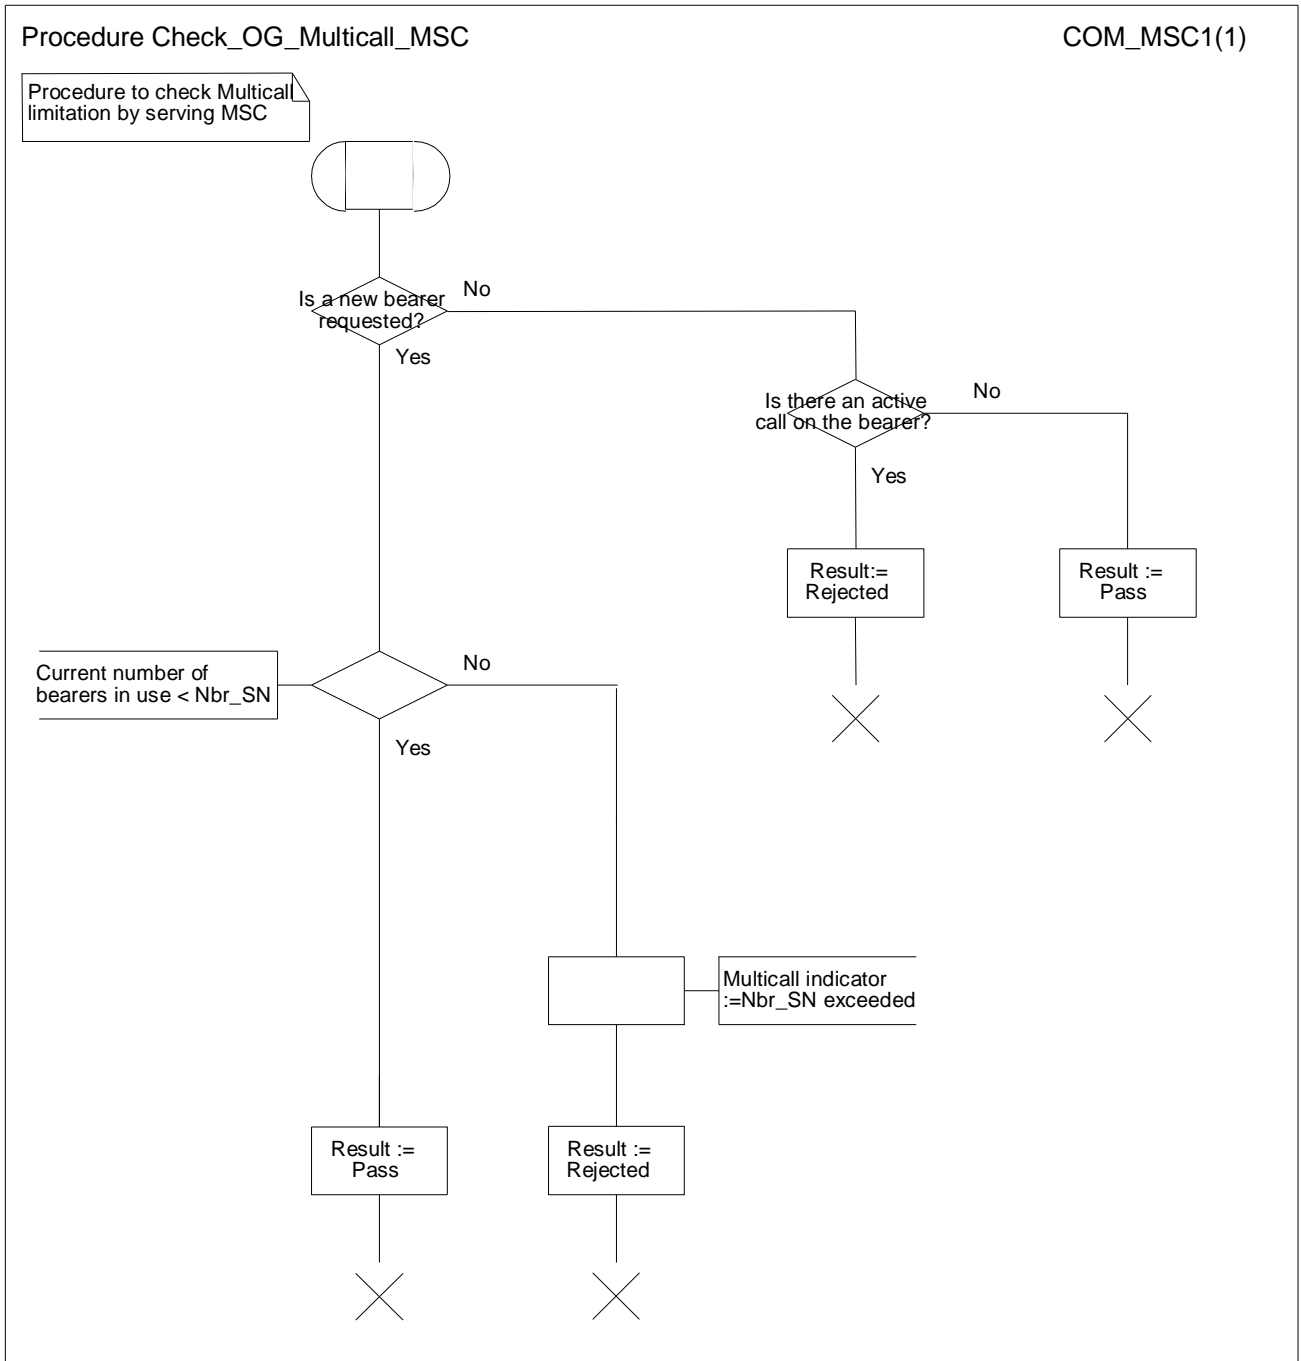 Procedure Check_OG_Multicall_MSC
COM_MSC1(1)
Procedure to check Multicall
limitation by serving MSC
Is a new bearer
requested?
No
Yes
Is there an active
call on the bearer?
No
Yes
Result:=
Rejected
Result :=
Pass
Current number of
bearers in use < Nbr_SN
No
Yes
Multicall indicator
:=Nbr_SN exceeded
Result :=
Pass
Result :=
Rejected